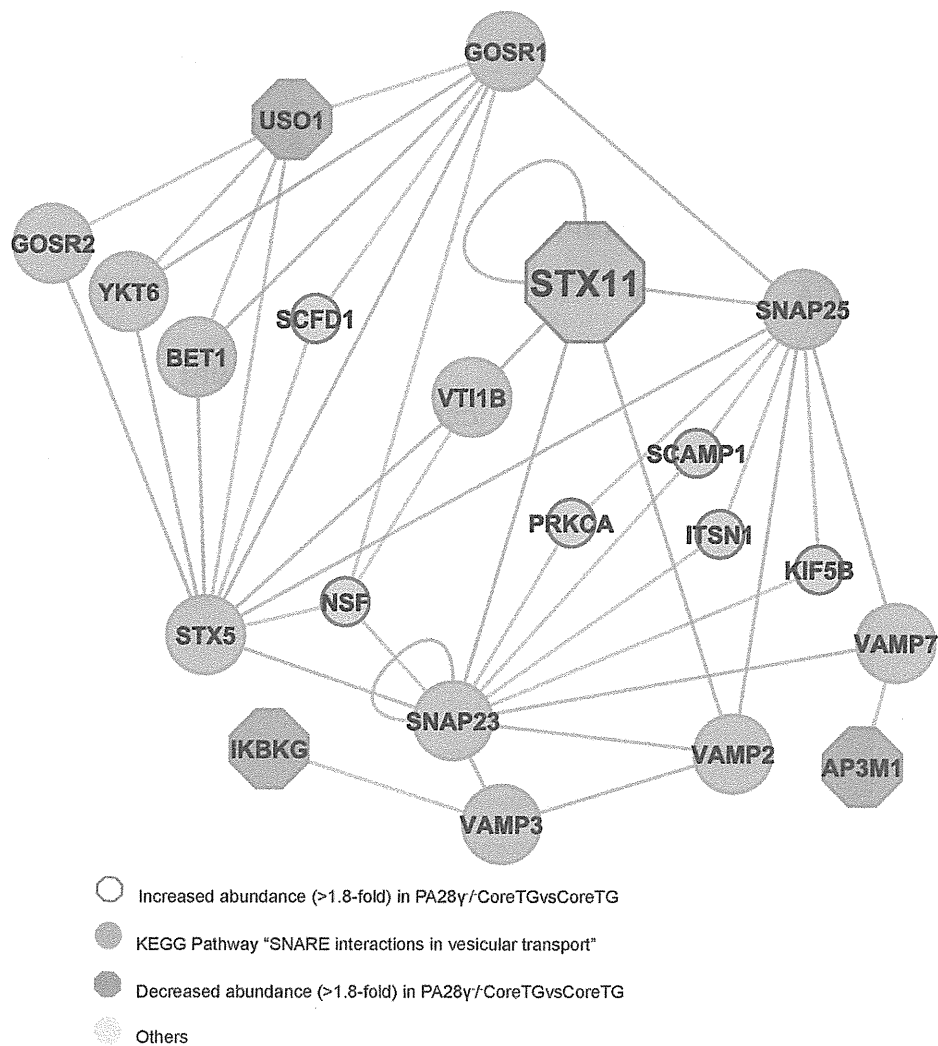 GOSR1
USO1
GOSR2
YKT6
SCFD1
STX11
SNAP25
BET1
VTI1B
SCAMP1
PRKCA
ITSN1
KIF5B
NSF
STX5
VAMP7
SNAP23
IKBKG
VAMP2
AP3M1
VAMP3
Increased abundance (>1.8-fold) in PA28γ-/-CoreTGvsCoreTG
KEGG Pathway "SNARE interactions in vesicular transport"
Decreased abundance (>1.8-fold) in PA28γ-/-CoreTGvsCoreTG
Others